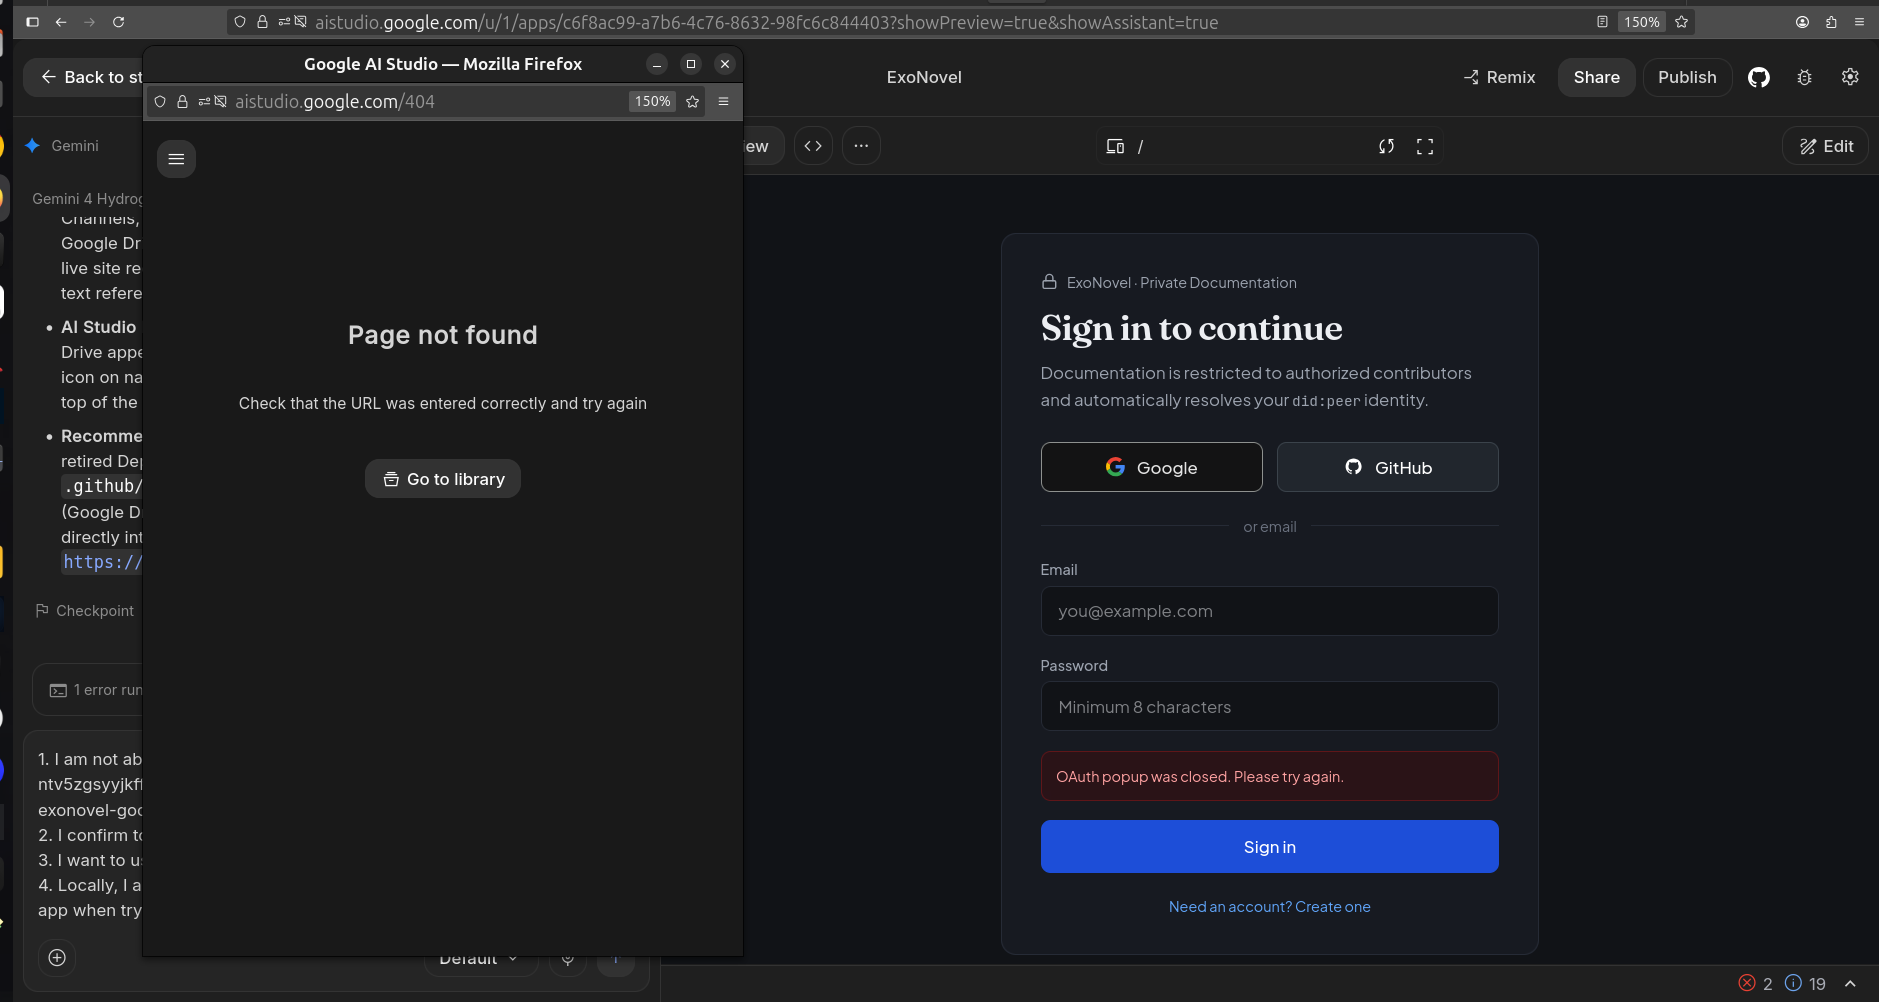 aistudio.google.com/u/1/apps/c6f8ac99-a7b6-4c76-8632-98fc6c844403?showPreview=true&showAssistant=true
150%
Back to st
ExoNovel
Remix
Share
Publish
Gemini
iew
/
Edit
Gemini 4 Hydrog
Channels,
Google Dr
live site re
text refere
AI Studio
Drive appe
icon on na
top of the
Recomme
retired Dep
.github/
(Google D
directly int
https://
Checkpoint
1 error run
1. I am not ab
ntv5zgsyyjkff
exonovel-goo
2. I confirm to
3. I want to us
4. Locally, I a
app when try
Default
Google AI Studio — Mozilla Firefox
aistudio.google.com/404
150%
Page not found
Check that the URL was entered correctly and try again
Go to library
ExoNovel · Private Documentation
Sign in to continue
Documentation is restricted to authorized contributors
and automatically resolves your did:peer identity.
Google
GitHub
or email
Email
you@example.com
Password
Minimum 8 characters
OAuth popup was closed. Please try again.
Sign in
Need an account? Create one
2
19